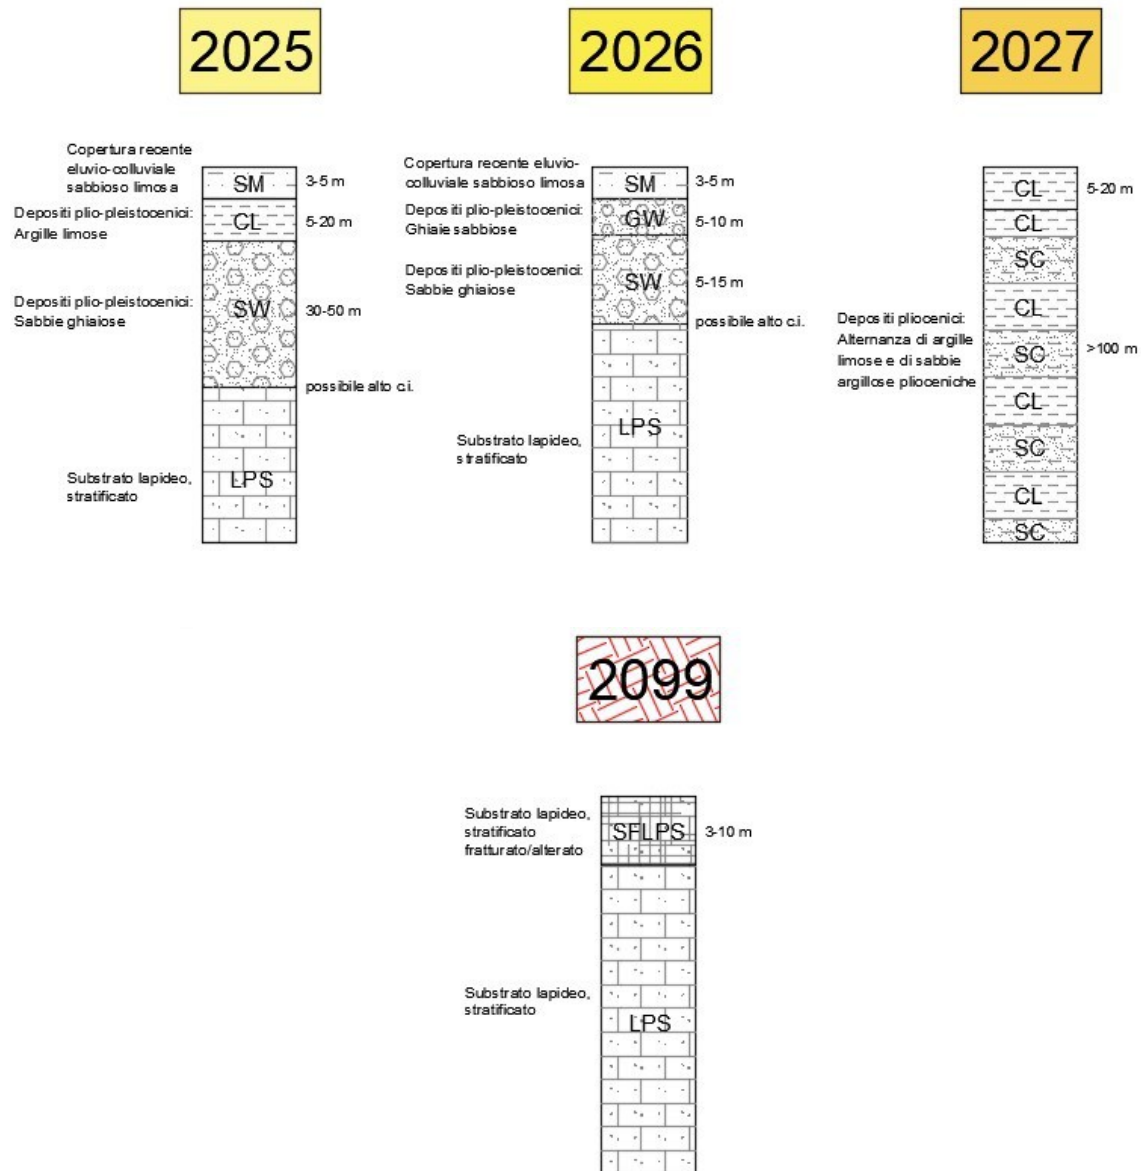 2025
Copertura recente
eluvio-colluviale
sabbioso limosa
SM
3-5 m
Depositi plio-pleistocenici:
Argille limose
CL
5-20 m
Depositi plio-pleistocenici:
Sabbie ghiaiose
SW
30-50 m
possibile alto c.i.
Substrato lapideo,
stratificato
LPS
2026
Copertura recente eluvio-
colluviale sabbioso limosa
SM
3-5 m
Depositi plio-pleistocenici:
Ghiaie sabbiose
GW
5-10 m
Depositi plio-pleistocenici:
Sabbie ghiaiose
SW
5-15 m
possibile alto c.i.
Substrato lapideo,
stratificato
LPS
2027
CL
5-20 m
CL
SC
CL
Depositi pliocenici:
Alternanza di argille
limose e di sabbie
argillose plioceniche
SC
>100 m
CL
SC
CL
SC
2099
Substrato lapideo,
stratificato
fratturato/alterato
SFLPS
3-10 m
Substrato lapideo,
stratificato
LPS